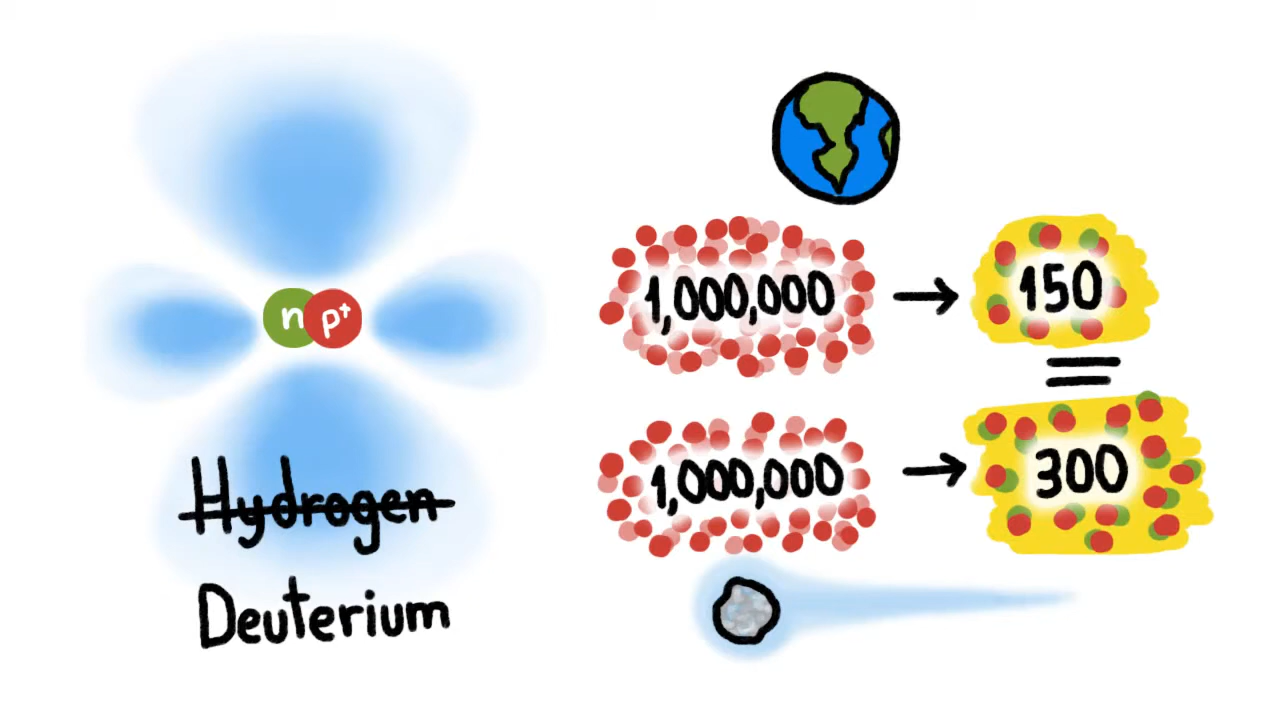 n p+
Hydrogen
Deuterium
1,000,000 → 150
=
1,000,000 → 300